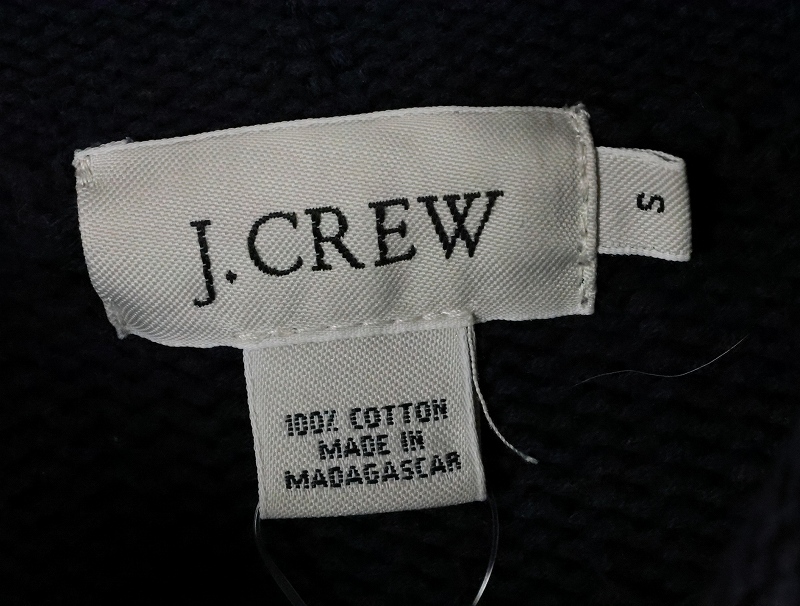 J.CREW
S
100% COTTON
MADE IN
MADAGASCAR